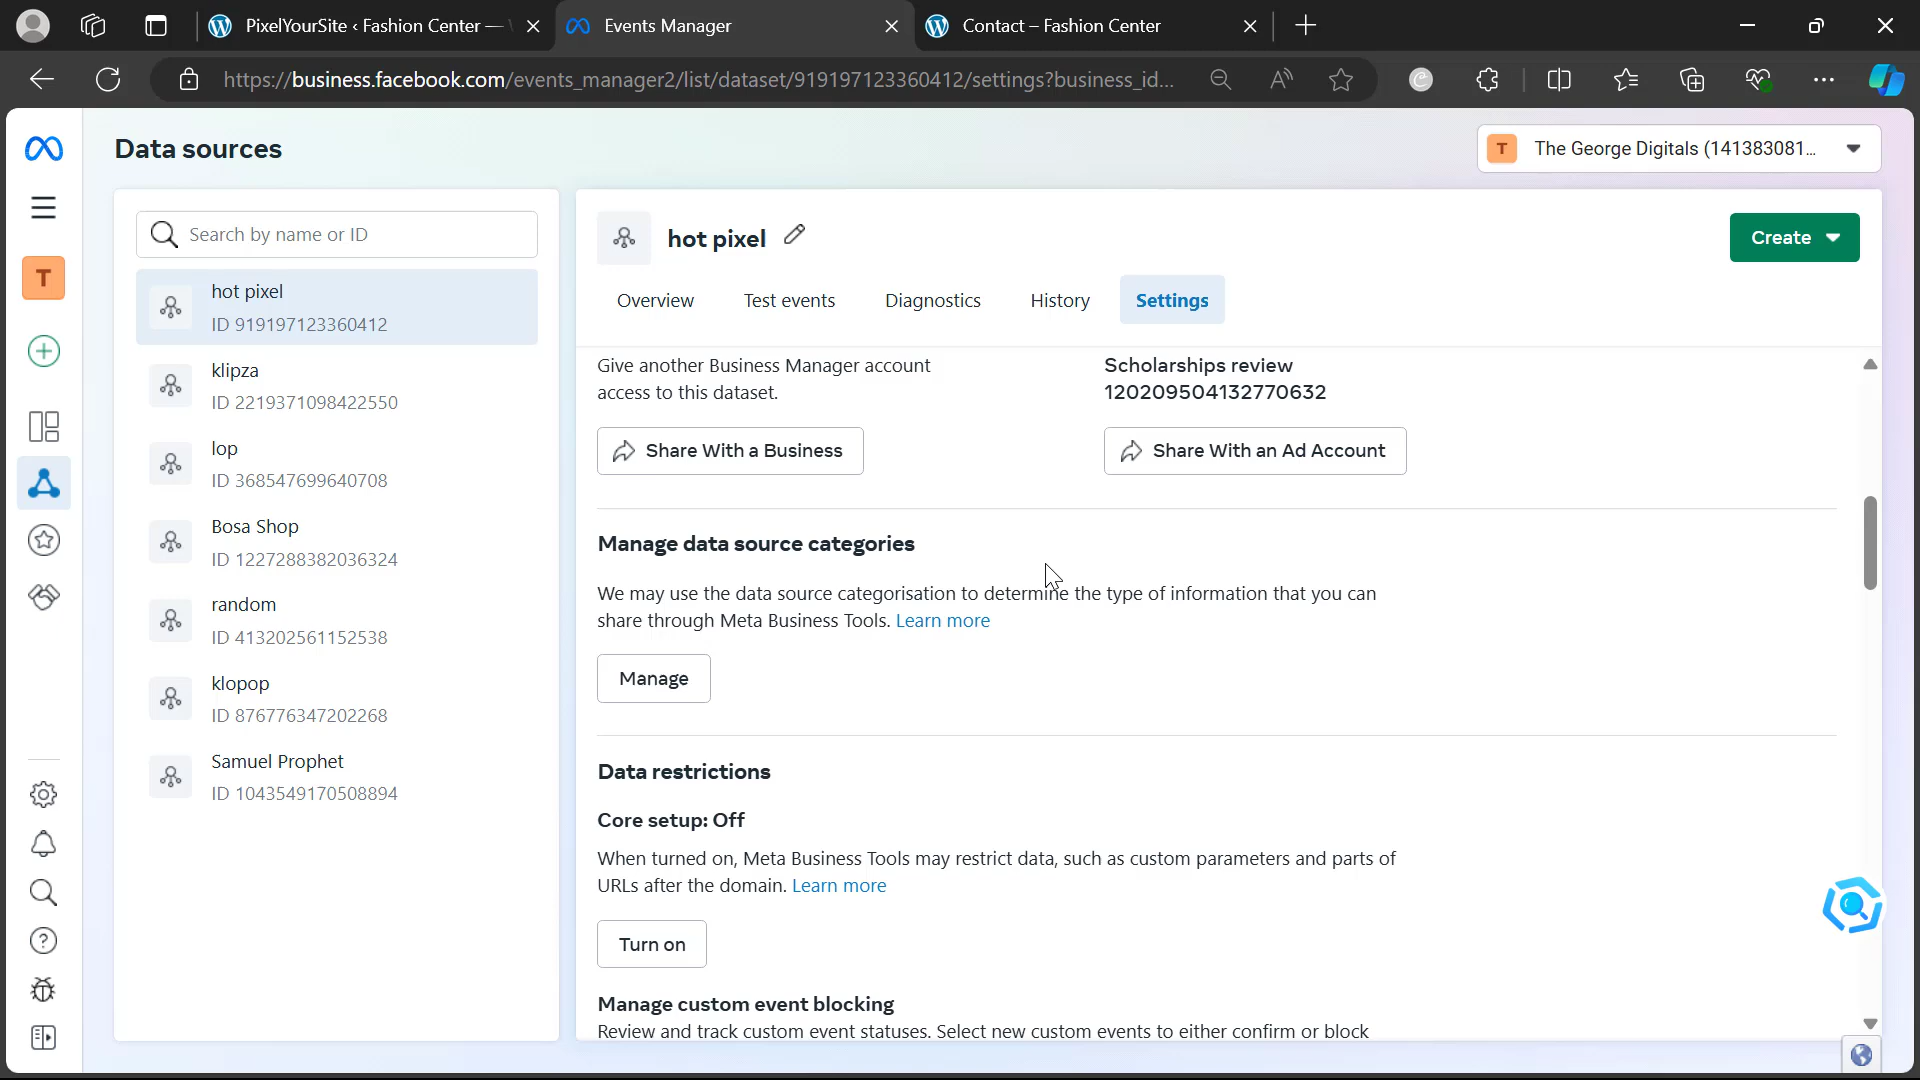 PixelYourSite ‹ Fashion Center —
Events Manager
Contact – Fashion Center
https://business.facebook.com/events_manager2/list/dataset/919197123360412/settings?business_id...
Data sources
T
The George Digitals (141383081...
Search by name or ID
hot pixel
ID 919197123360412
klipza
ID 2219371098422550
lop
ID 368547699640708
Bosa Shop
ID 1227288382036324
random
ID 413202561152538
klopop
ID 876776347202268
Samuel Prophet
ID 1043549170508894
T
hot pixel
Create
Overview
Test events
Diagnostics
History
Settings
Give another Business Manager account
access to this dataset.
Share With a Business
Scholarships review
120209504132770632
Share With an Ad Account
Manage data source categories
We may use the data source categorisation to determine the type of information that you can
share through Meta Business Tools. Learn more
Manage
Data restrictions
Core setup: Off
When turned on, Meta Business Tools may restrict data, such as custom parameters and parts of
URLs after the domain. Learn more
Turn on
Manage custom event blocking
Review and track custom event statuses. Select new custom events to either confirm or block